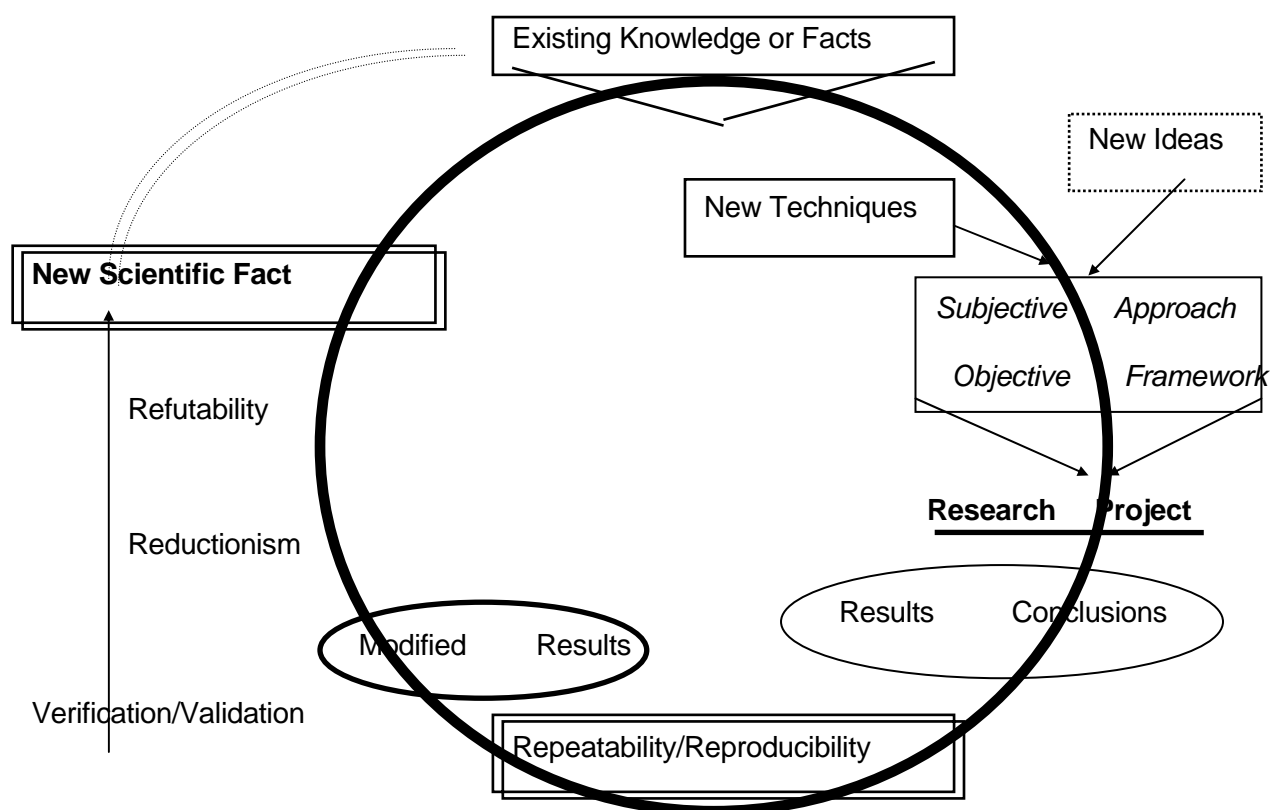 Existing Knowledge or Facts
New Ideas
New Techniques
New Scientific Fact
Subjective Approach
Objective Framework
Refutability
Research Project
Reductionism
Results Conclusions
Modified Results
Verification/Validation
Repeatability/Reproducibility